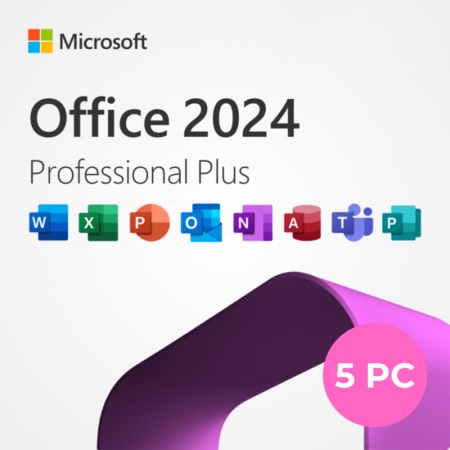 Microsoft
Office 2024
Professional Plus
W X P O N A T P
5 PC